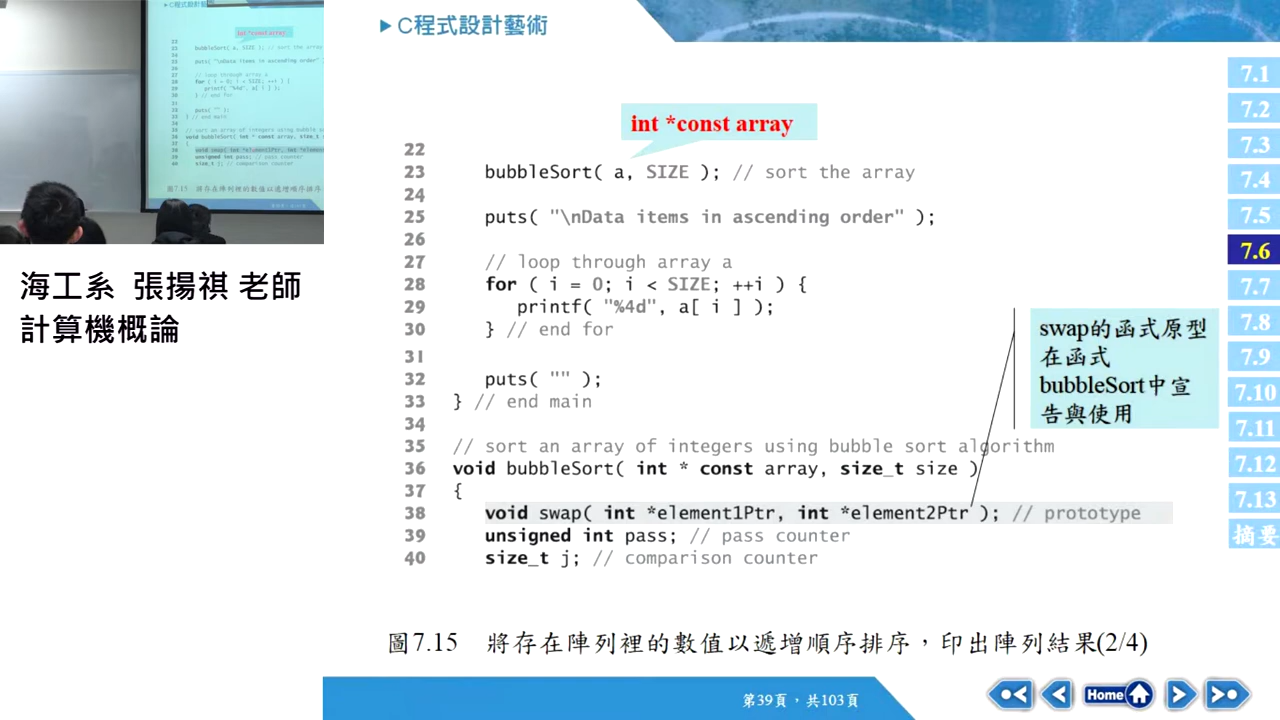 C程式設計藝術
int *const array
22
23 bubbleSort( a, SIZE ); // sort the array
24
25 puts( "\nData items in ascending order" );
26
27 // loop through array a
28 for ( i = 0; i < SIZE; ++i ) {
29 printf( "%4d", a[ i ] );
30 } // end for
31
32 puts( "" );
33 } // end main
34
35 // sort an array of integers using bubble sort algorithm
36 void bubbleSort( int * const array, size_t size )
37 {
38 void swap( int *element1Ptr, int *element2Ptr ); // prototype
39 unsigned int pass; // pass counter
40 size_t j; // comparison counter
swap的函式原型
在函式
bubbleSort中宣
告與使用
圖7.15 將存在陣列裡的數值以遞增順序排序，印出陣列結果(2/4)
第39頁，共103頁
Home
7.1
7.2
7.3
7.4
7.5
7.6
7.7
7.8
7.9
7.10
7.11
7.12
7.13
摘要
海工系 張揚祺 老師
計算機概論